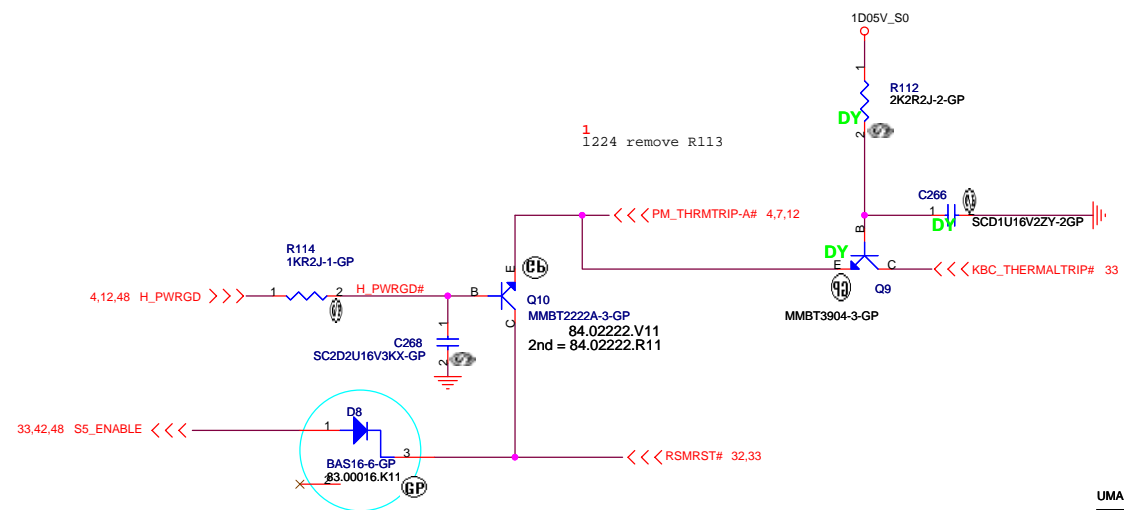 1D05V_S0
1
R112
2K2R2J-2-GP
DY
2
1
1224 remove R113
C266
1
2
DY
SCD1U16V2ZY-2GP
PM_THRMTRIP-A# 4,7,12
B
DY
E
C
KBC_THERMALTRIP# 33
Q9
MMBT3904-3-GP
R114
1KR2J-1-GP
E
4,12,48 H_PWRGD
1
2
H_PWRGD#
B
Q10
MMBT2222A-3-GP
84.02222.V11
2nd = 84.02222.R11
C
1
C268
SC2D2U16V3KX-GP
2
D8
33,42,48 S5_ENABLE
1
3
RSMRST# 32,33
BAS16-6-GP
83.00016.K11
2
GP
UMA